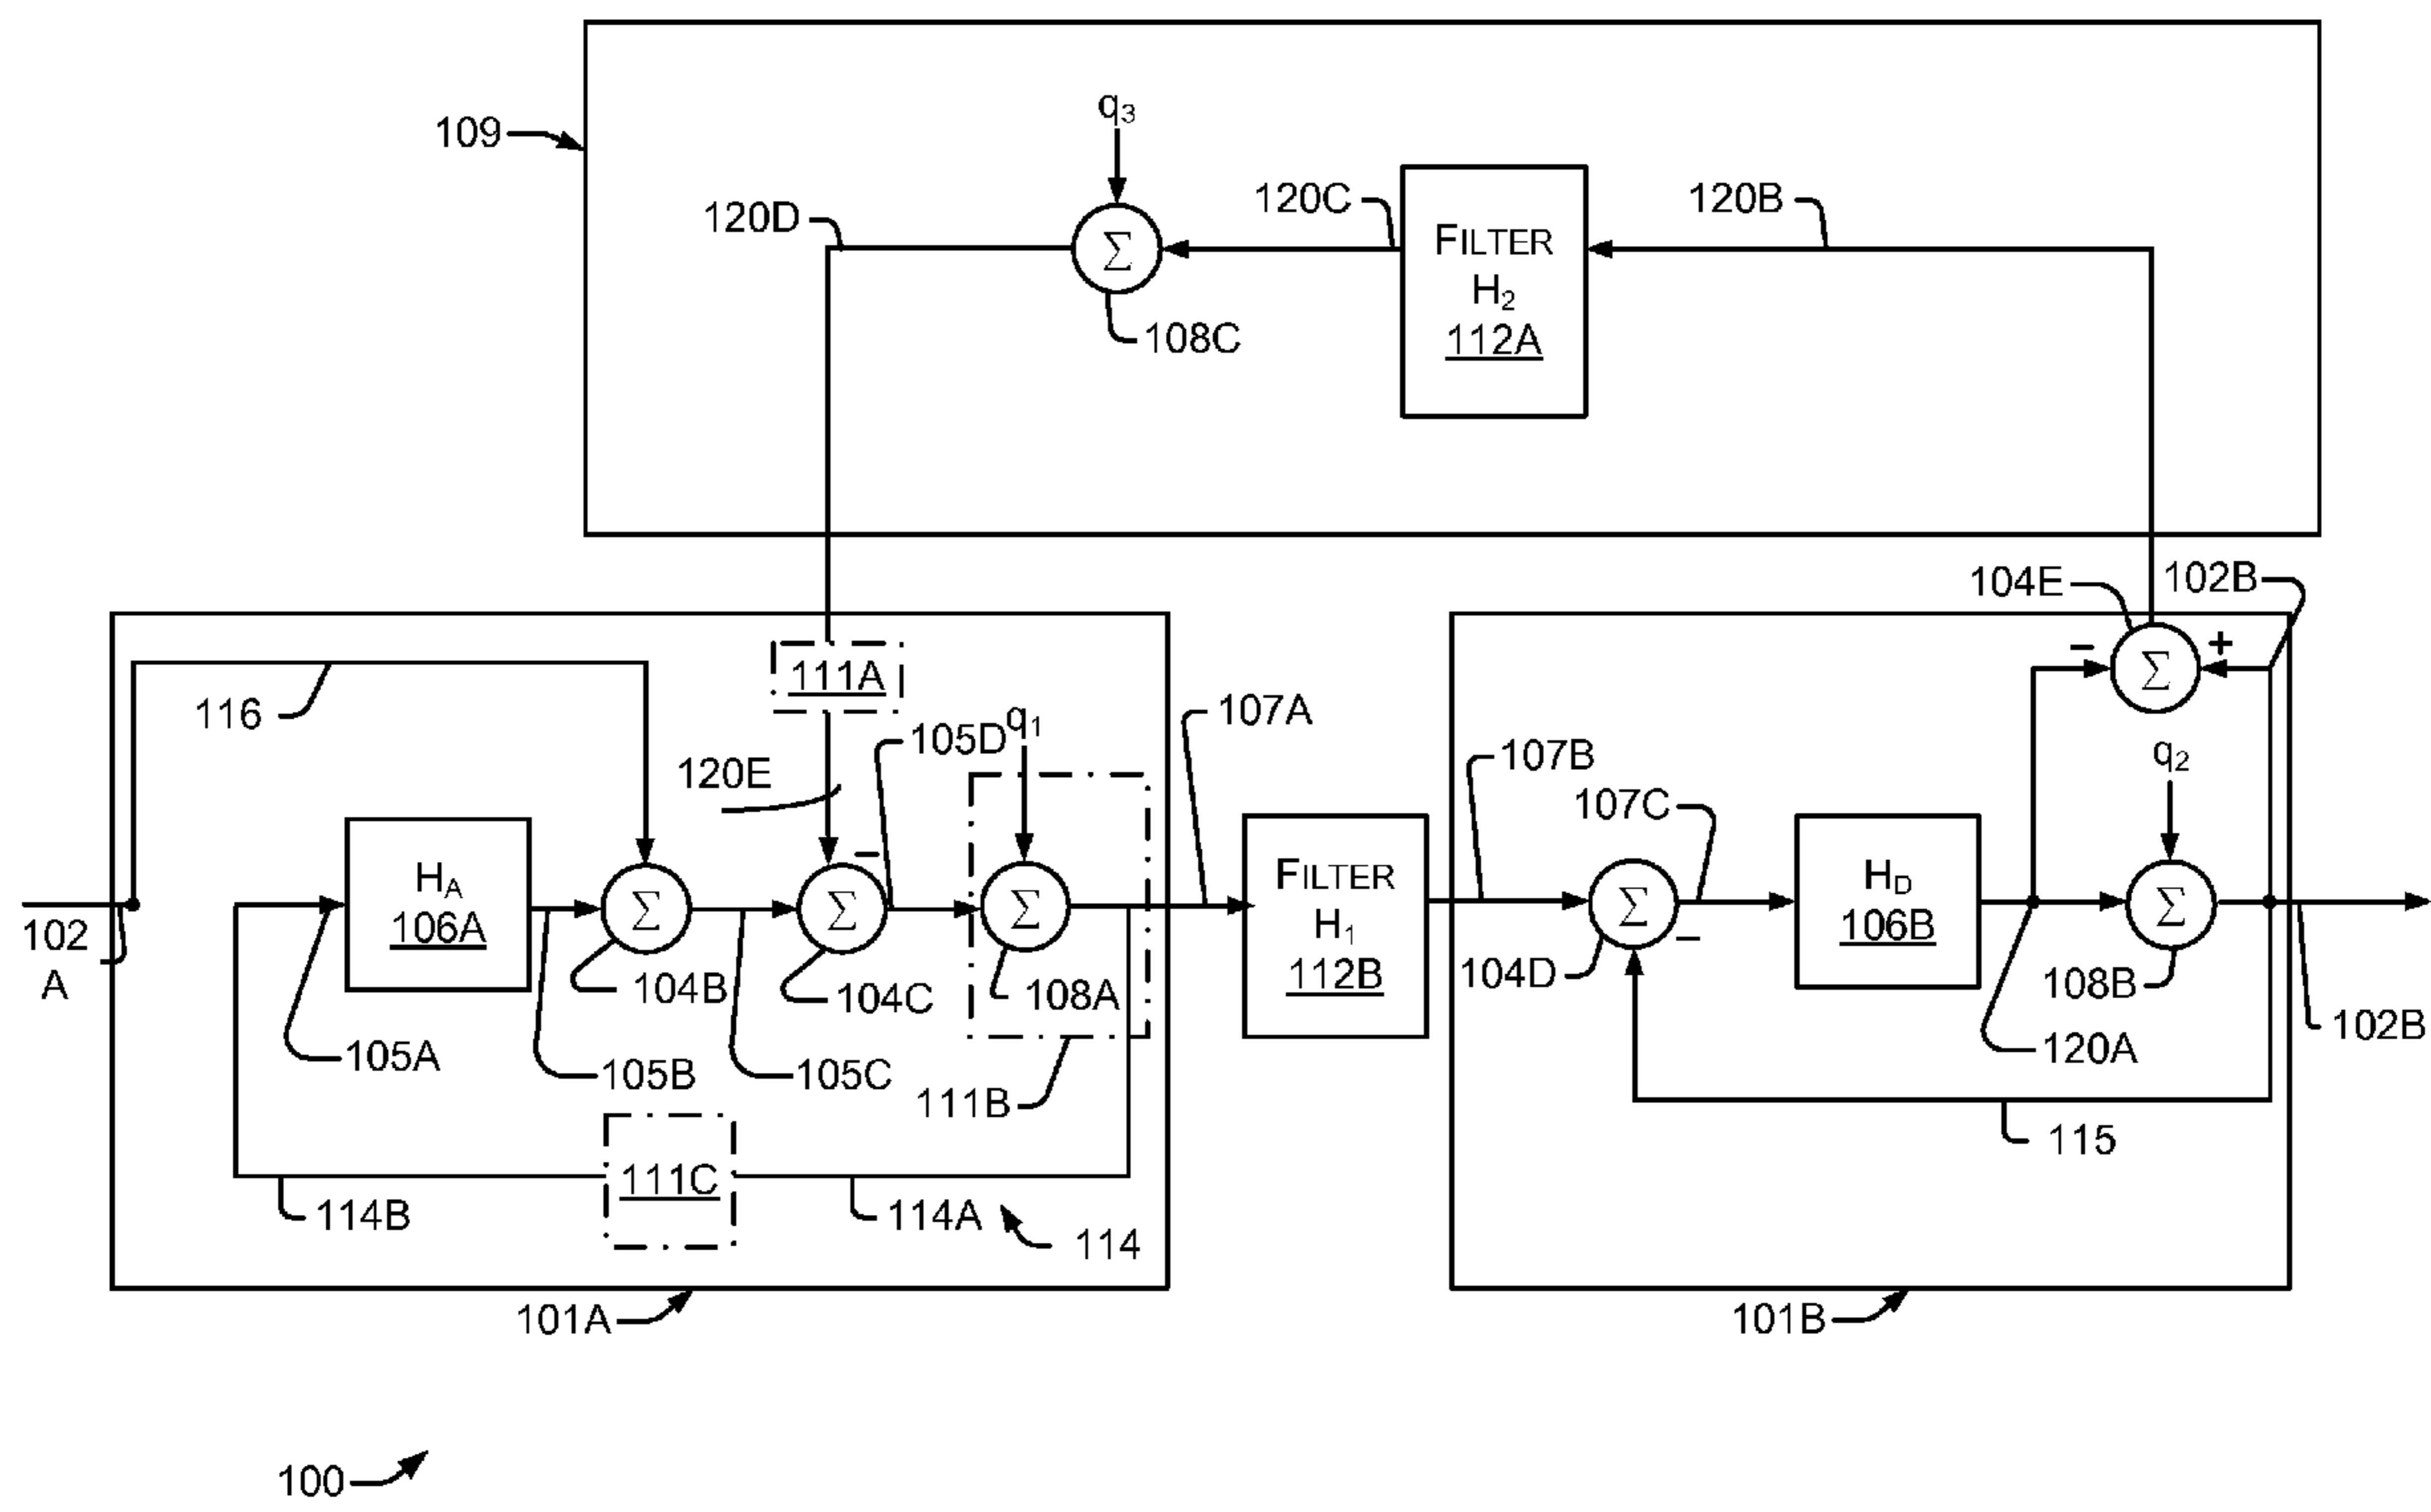 109
q3
120D
108C
120C
FILTER
H2
112A
120B
104E
102B
116
111A
120E
105D
q1
107A
107B
107C
q2
102
A
HA
106A
104B
104C
108A
FILTER
H1
112B
104D
HD
106B
108B
102B
105A
105B
105C
111B
120A
115
111C
114B
114A
114
101A
101B
100
Σ
Σ
Σ
Σ
Σ
Σ
Σ
Σ
−
−
+
−